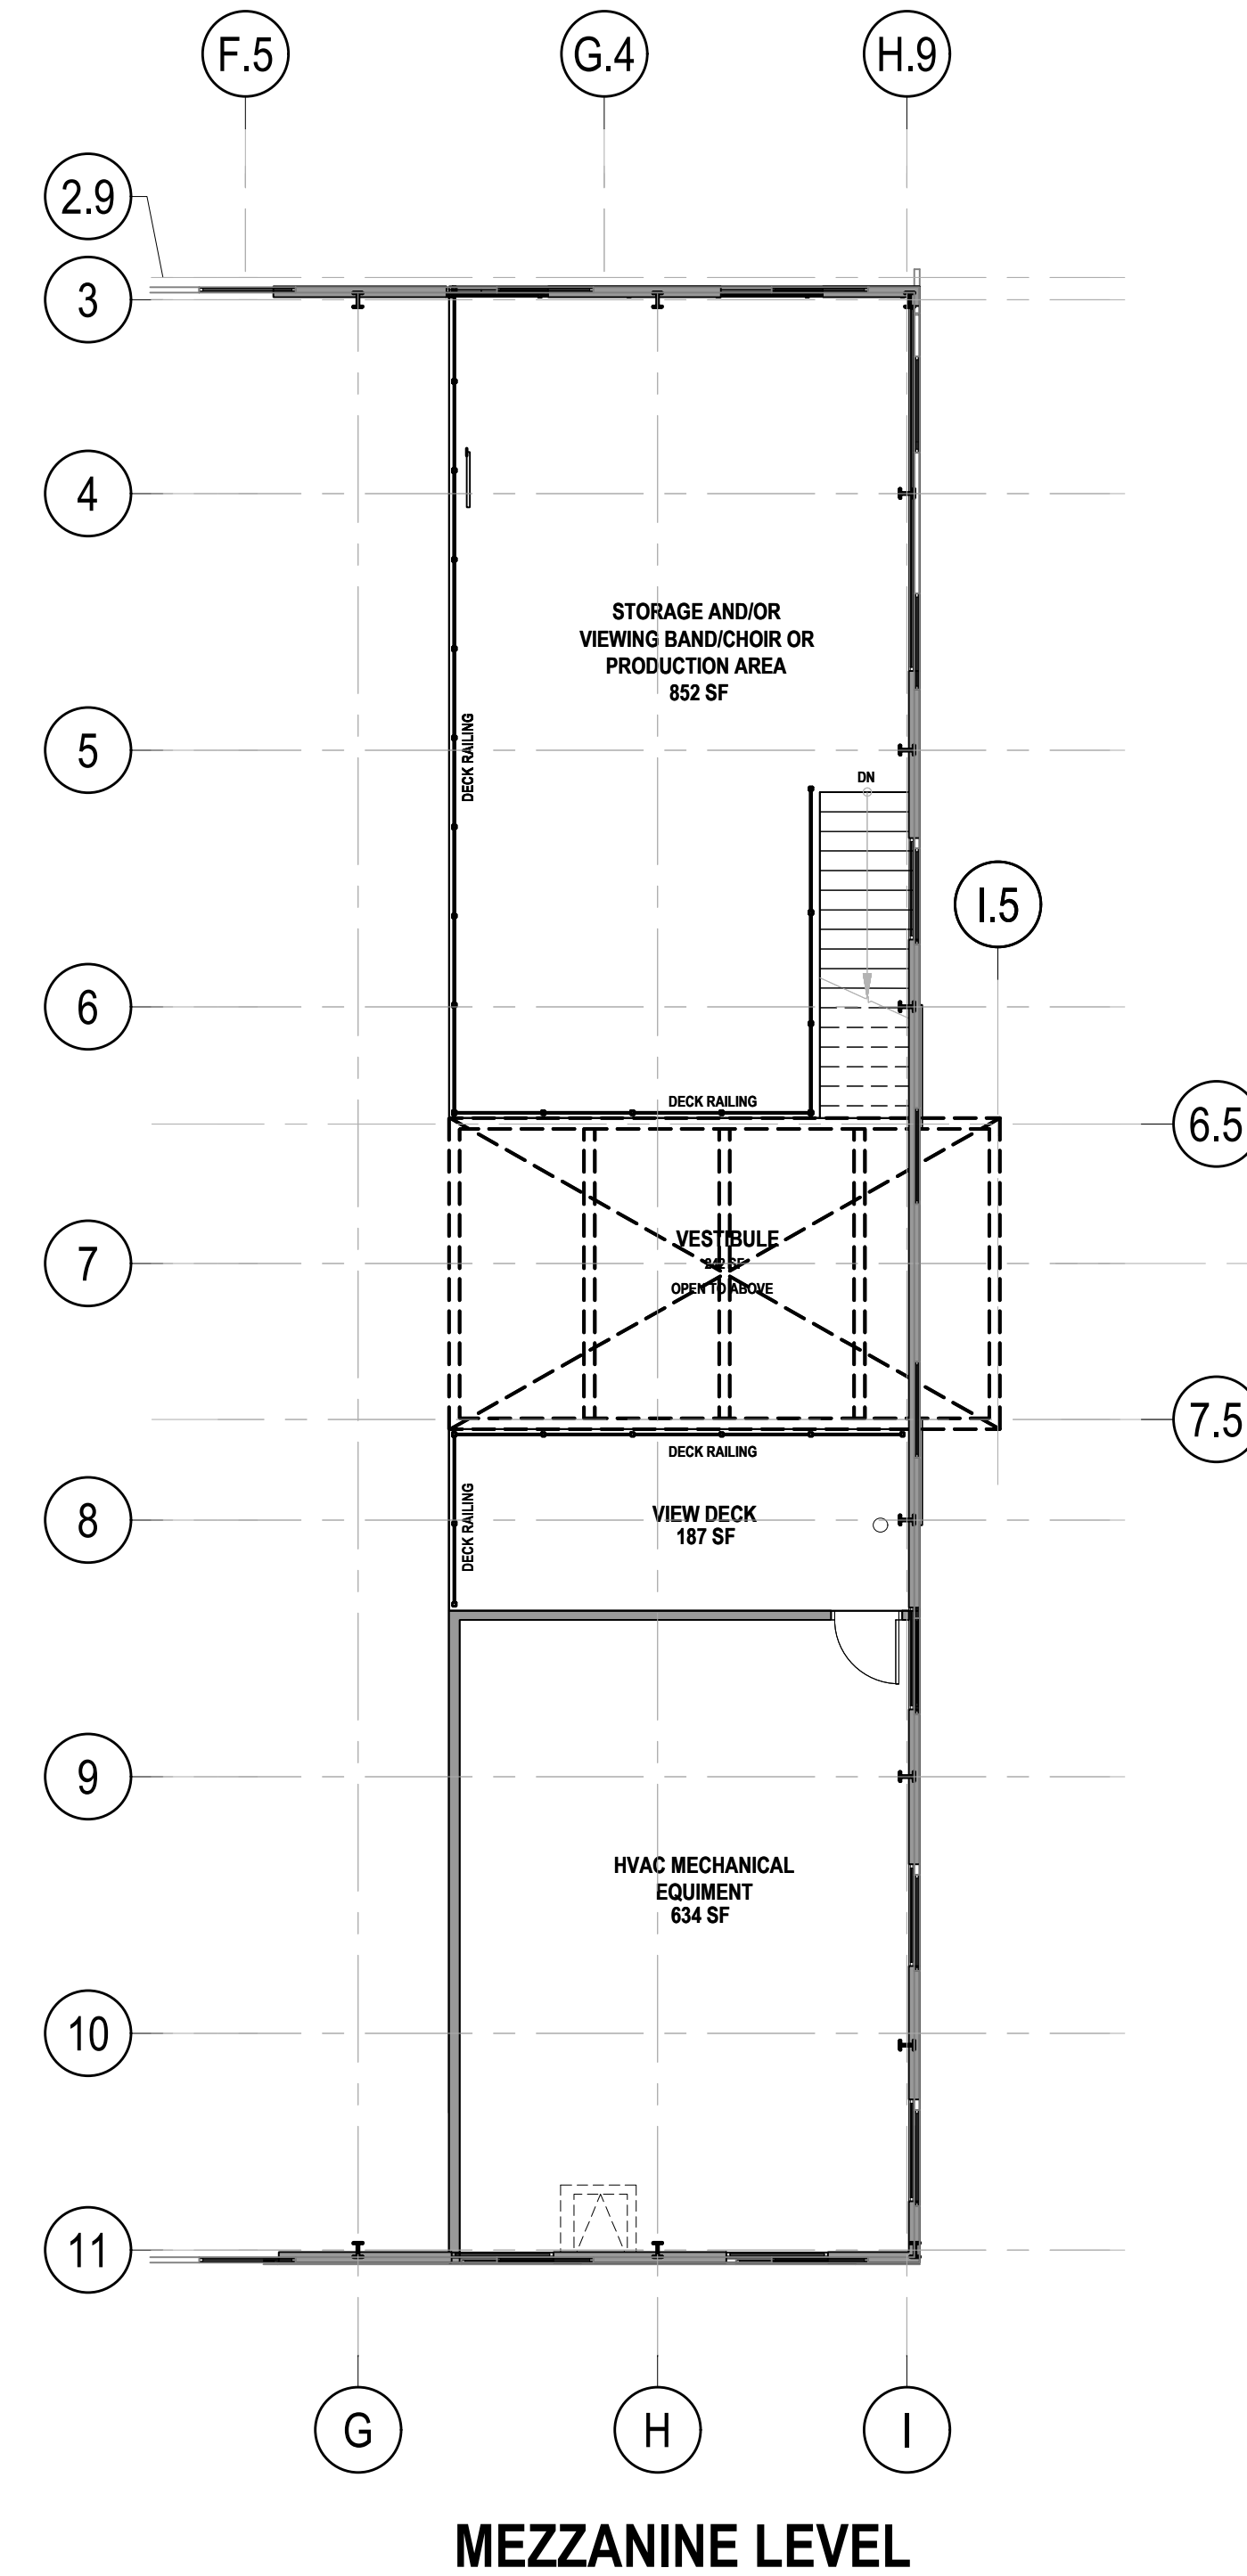 F.5
G.4
H.9
2.9
3
4
STORAGE AND/OR
VIEWING BAND/CHOIR OR
PRODUCTION AREA
852 SF
DECK RAILING
5
DN
I.5
6
DECK RAILING
6.5
VESTIBULE
242 SF
OPEN TO ABOVE
7
7.5
DECK RAILING
DECK RAILING
VIEW DECK
187 SF
8
9
HVAC MECHANICAL
EQUIMENT
634 SF
10
11
G
H
I
MEZZANINE LEVEL